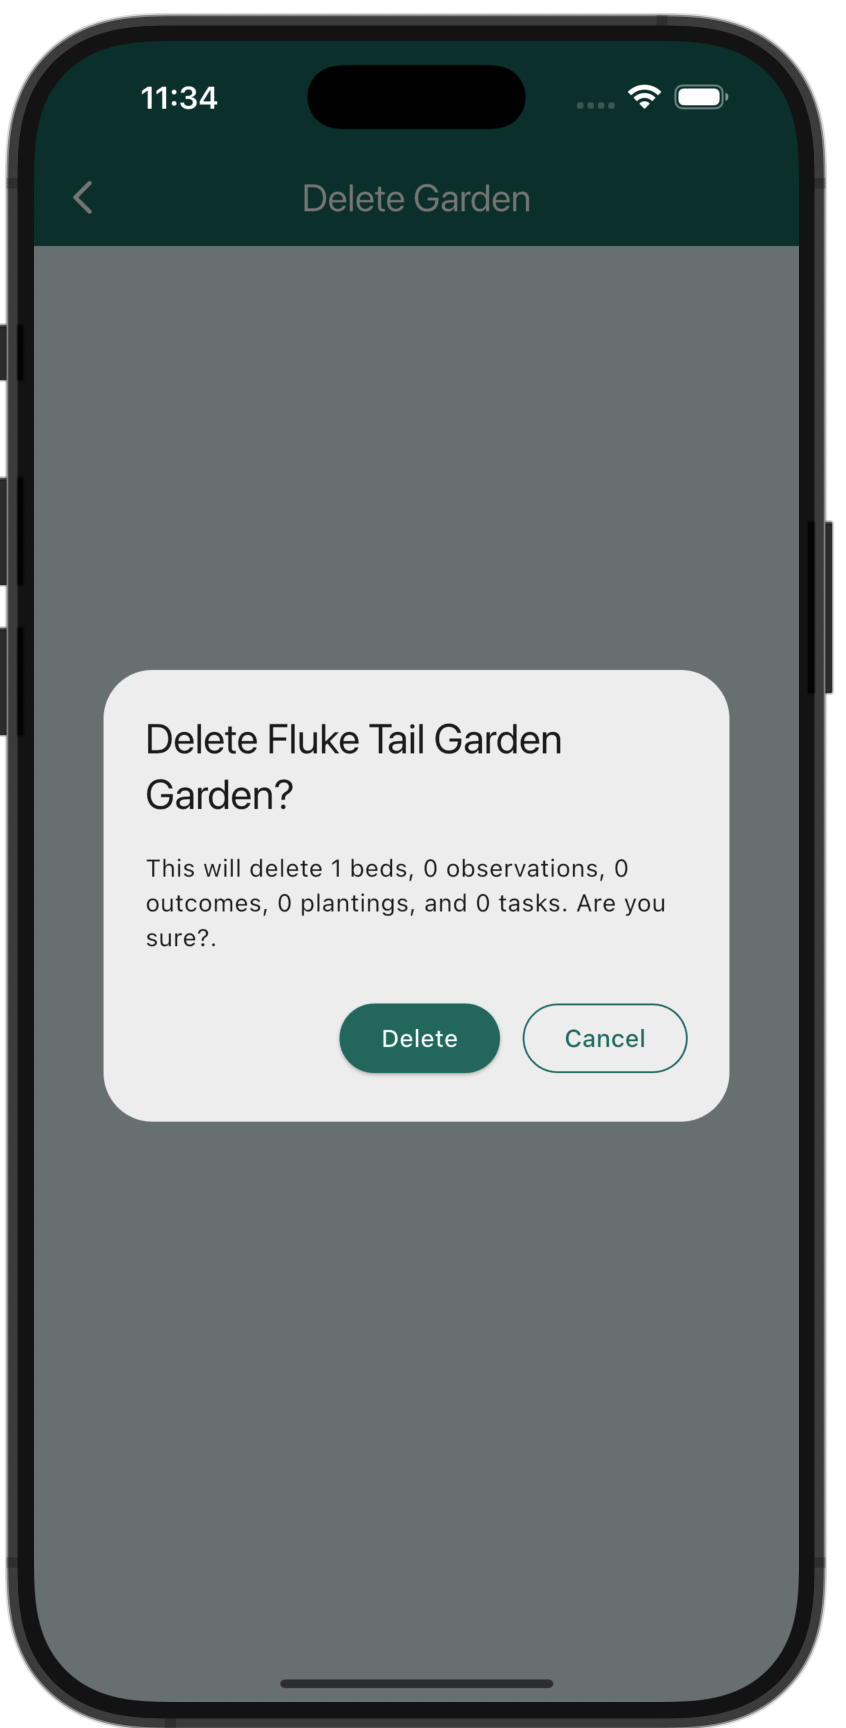 11:34
Delete Garden
Delete Fluke Tail Garden
Garden?
This will delete 1 beds, 0 observations, 0
outcomes, 0 plantings, and 0 tasks. Are you
sure?.
Delete
Cancel